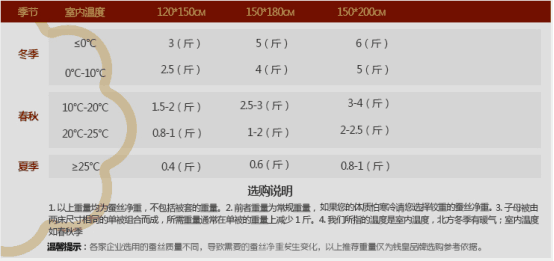 季节 室内温度 120*150CM 150*180CM 150*200CM
≤0℃ 3（斤） 5（斤） 6（斤）
冬季
0℃-10℃ 2.5（斤） 4（斤） 5（斤）
10℃-20℃ 1.5-2（斤） 2.5-3（斤） 3-4（斤）
春秋
20℃-25℃ 0.8-1（斤） 1-2（斤） 2-2.5（斤）
夏季 ≥25℃ 0.4（斤） 0.6（斤） 0.8-1（斤）
选购说明
1. 以上重量均为蚕丝净重，不包括被套的重量。2. 前者重量为常规重量，如果您的体质怕寒冷请您选择较重的蚕丝净重。3. 子母被由
两床尺寸相同的单被组合而成，所需重量通常在单被的重量上减少 1 斤。4. 我们所指的温度是室内温度，北方冬季有暖气；室内温度
如春秋季
温馨提示：各家企业选用的蚕丝质量不同，导致需要的蚕丝净重发生变化，以上推荐重量仅为钱皇品牌选购参考依据。